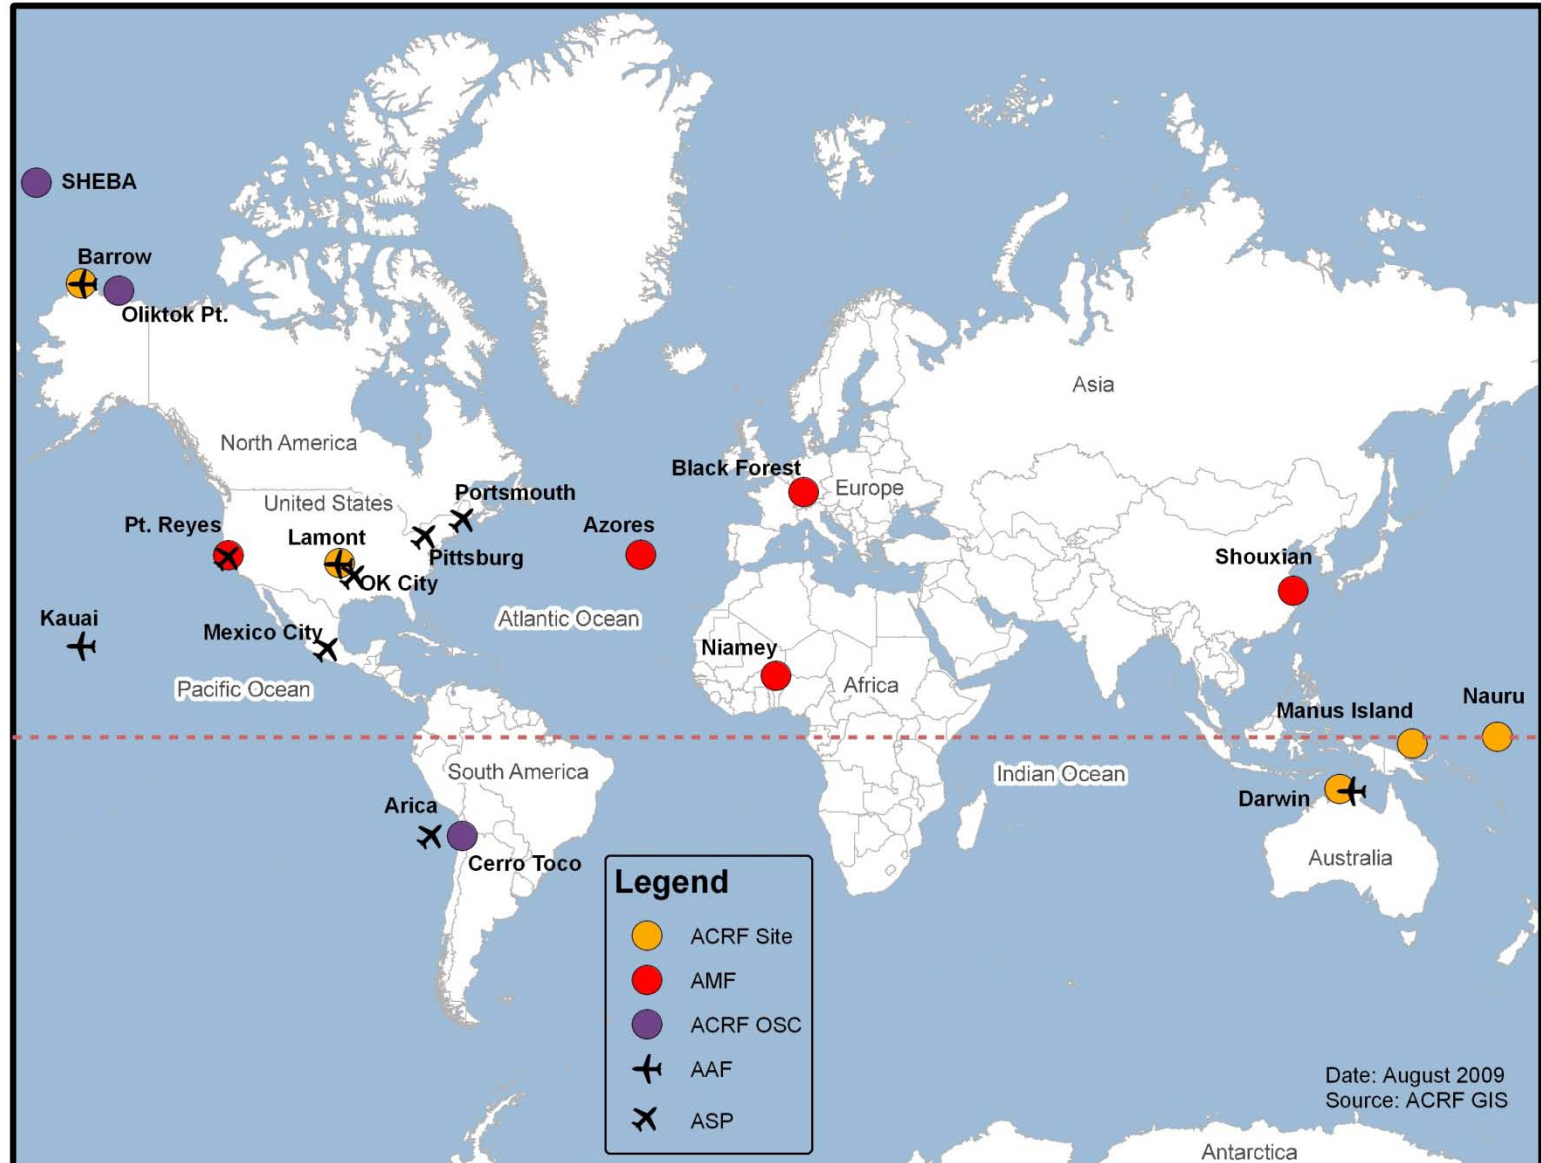 SHEBA
Barrow
Oliktok Pt.
Asia
North America
Black Forest
Europe
United States
Portsmouth
Pt. Reyes
Lamont
Azores
Pittsburg
Shouxian
OK City
Kauai
Atlantic Ocean
Mexico City
Niamey
Pacific Ocean
Africa
Nauru
Manus Island
South America
Indian Ocean
Arica
Darwin
Cerro Toco
Australia
Legend
ACRF Site
AMF
ACRF OSC
AAF
ASP
Date: August 2009
Source: ACRF GIS
Antarctica